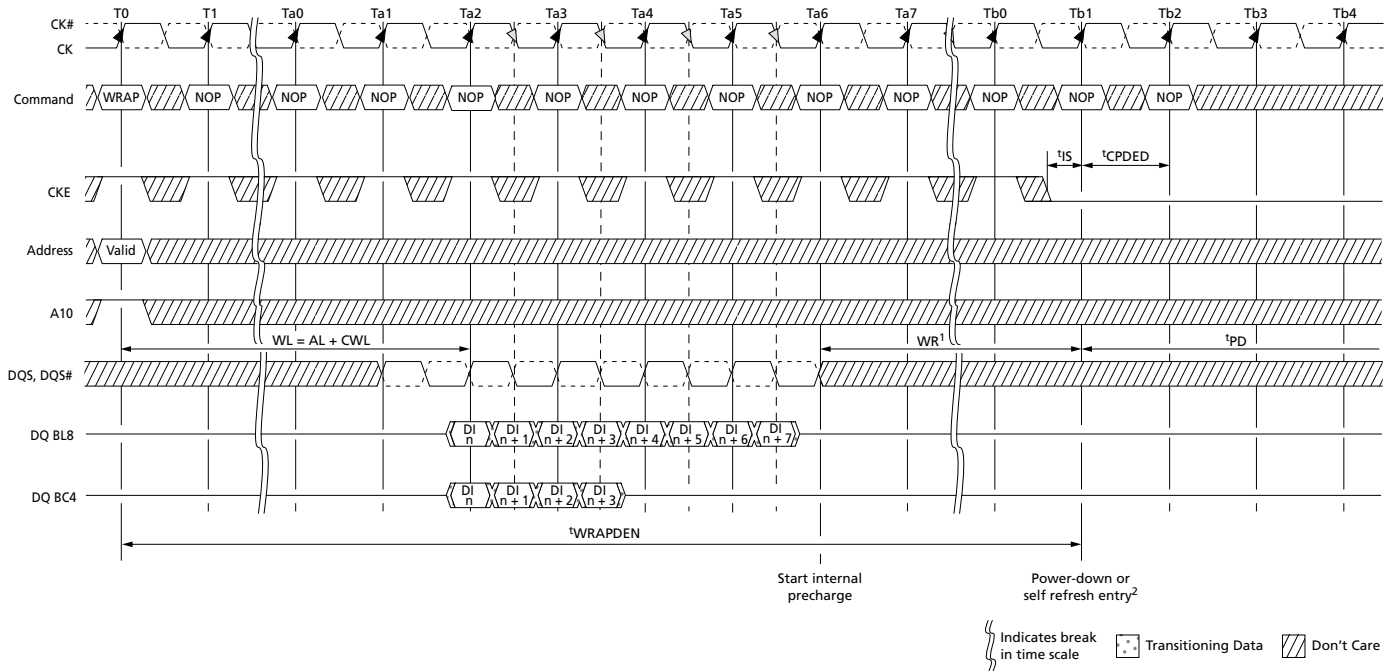 T0 T1 Ta0 Ta1 Ta2 Ta3 Ta4 Ta5 Ta6 Ta7 Tb0 Tb1 Tb2 Tb3 Tb4
CK#
CK
Command WRAP NOP NOP NOP NOP NOP NOP NOP NOP NOP NOP NOP NOP
tIS tCPDED
CKE
Address Valid
A10
WL = AL + CWL WR1 tPD
DQS, DQS#
DQ BL8 DI n DI n + 1 DI n + 2 DI n + 3 DI n + 4 DI n + 5 DI n + 6 DI n + 7
DQ BC4 DI n DI n + 1 DI n + 2 DI n + 3
tWRAPDEN
Start internal
precharge
Power-down or
self refresh entry2
Indicates break
in time scale
Transitioning Data
Don't Care